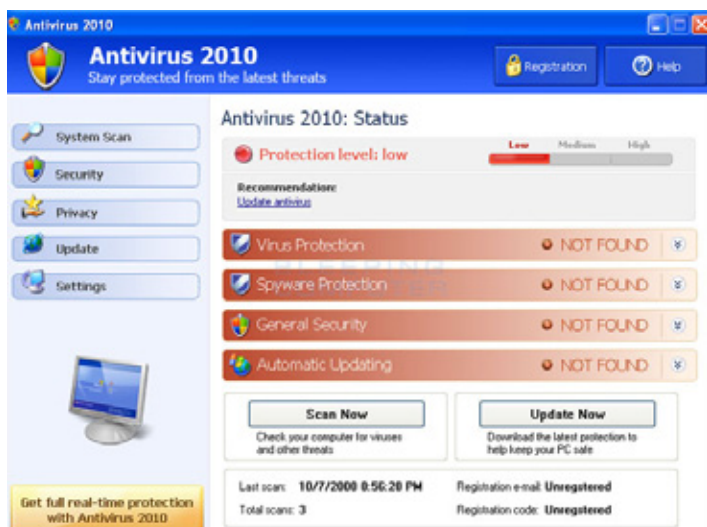 Antivirus 2010
Antivirus 2010
Stay protected from the latest threats
Registration
Help
System Scan
Security
Privacy
Update
Settings
Get full real-time protection
with Antivirus 2010
Antivirus 2010: Status
Protection level: low
Low Medium High
Recommendation:
Update antivirus
Virus Protection NOT FOUND
Spyware Protection NOT FOUND
General Security NOT FOUND
Automatic Updating NOT FOUND
BLEEPING
Scan Now
Check your computer for viruses
and other threats
Update Now
Download the latest protection to
help keep your PC safe
Last scan: 10/7/2000 0:56:20 PM
Total scans: 3
Registration e-mail: Unregstered
Registration code: Unregstered